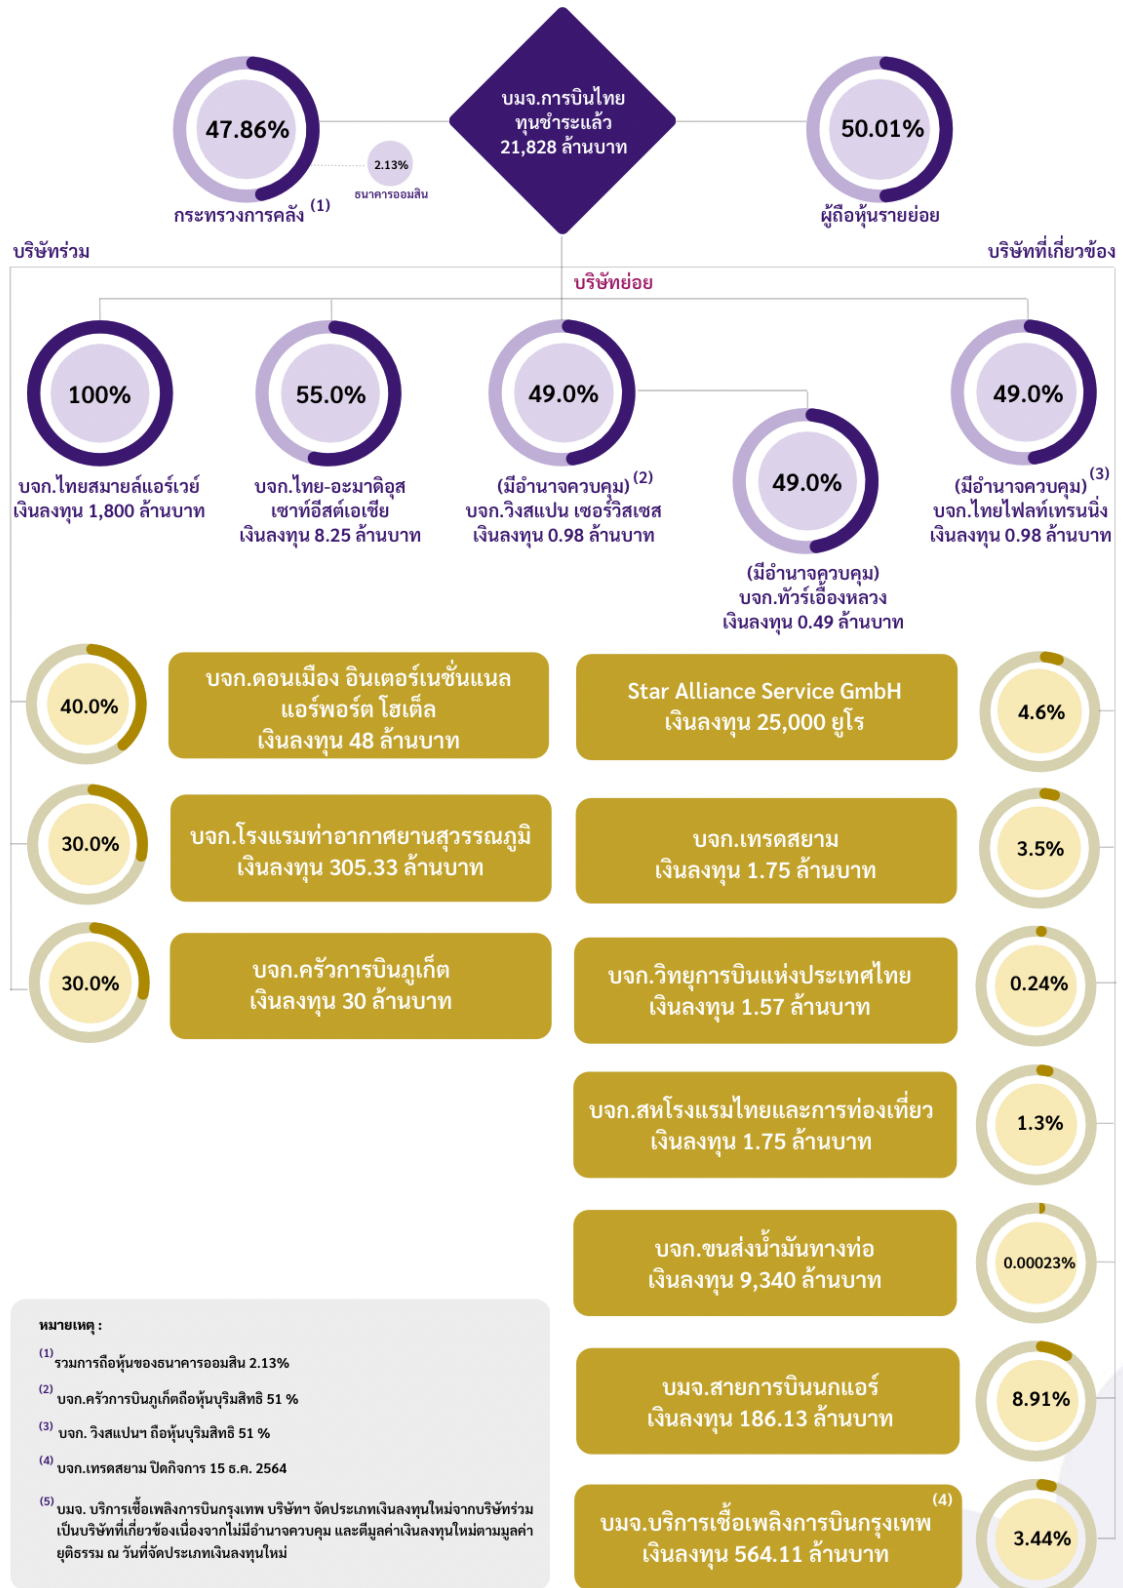 บมจ.การบินไทย
ทุนชำระแล้ว
21,828 ล้านบาท
47.86%
2.13%
ธนาคารออมสิน
กระทรวงการคลัง (1)
50.01%
ผู้ถือหุ้นรายย่อย
บริษัทร่วม
บริษัทที่เกี่ยวข้อง
บริษัทย่อย
100%
บจก.ไทยสมายล์แอร์เวย์
เงินลงทุน 1,800 ล้านบาท
55.0%
บจก.ไทย-อะมาดิอุส
เซาท์อีสต์เอเชีย
เงินลงทุน 8.25 ล้านบาท
49.0%
(มีอำนาจควบคุม) (2)
บจก.วิงสแปน เซอร์วิสเซส
เงินลงทุน 0.98 ล้านบาท
49.0%
(มีอำนาจควบคุม)
บจก.ทัวร์เอื้องหลวง
เงินลงทุน 0.49 ล้านบาท
49.0%
(มีอำนาจควบคุม) (3)
บจก.ไทยไฟลท์เทรนนิ่ง
เงินลงทุน 0.98 ล้านบาท
40.0%
บจก.ดอนเมือง อินเตอร์เนชั่นแนล
แอร์พอร์ต โฮเต็ล
เงินลงทุน 48 ล้านบาท
30.0%
บจก.โรงแรมท่าอากาศยานสุวรรณภูมิ
เงินลงทุน 305.33 ล้านบาท
30.0%
บจก.ครัวการบินภูเก็ต
เงินลงทุน 30 ล้านบาท
Star Alliance Service GmbH
เงินลงทุน 25,000 ยูโร
4.6%
บจก.เทรดสยาม
เงินลงทุน 1.75 ล้านบาท
3.5%
บจก.วิทยุการบินแห่งประเทศไทย
เงินลงทุน 1.57 ล้านบาท
0.24%
บจก.สหโรงแรมไทยและการท่องเที่ยว
เงินลงทุน 1.75 ล้านบาท
1.3%
บจก.ขนส่งน้ำมันทางท่อ
เงินลงทุน 9,340 ล้านบาท
0.00023%
บมจ.สายการบินนกแอร์
เงินลงทุน 186.13 ล้านบาท
8.91%
(4)
บมจ.บริการเชื้อเพลิงการบินกรุงเทพ
เงินลงทุน 564.11 ล้านบาท
3.44%
หมายเหตุ :
(1) รวมการถือหุ้นของธนาคารออมสิน 2.13%
(2) บจก.ครัวการบินภูเก็ตถือหุ้นบุริมสิทธิ 51 %
(3) บจก. วิงสแปนฯ ถือหุ้นบุริมสิทธิ 51 %
(4) บจก.เทรดสยาม ปิดกิจการ 15 ธ.ค. 2564
(5) บมจ. บริการเชื้อเพลิงการบินกรุงเทพ บริษัทฯ จัดประเภทเงินลงทุนใหม่จากบริษัทร่วม
เป็นบริษัทที่เกี่ยวข้องเนื่องจากไม่มีอำนาจควบคุม และตีมูลค่าเงินลงทุนใหม่ตามมูลค่า
ยุติธรรม ณ วันที่จัดประเภทเงินลงทุนใหม่